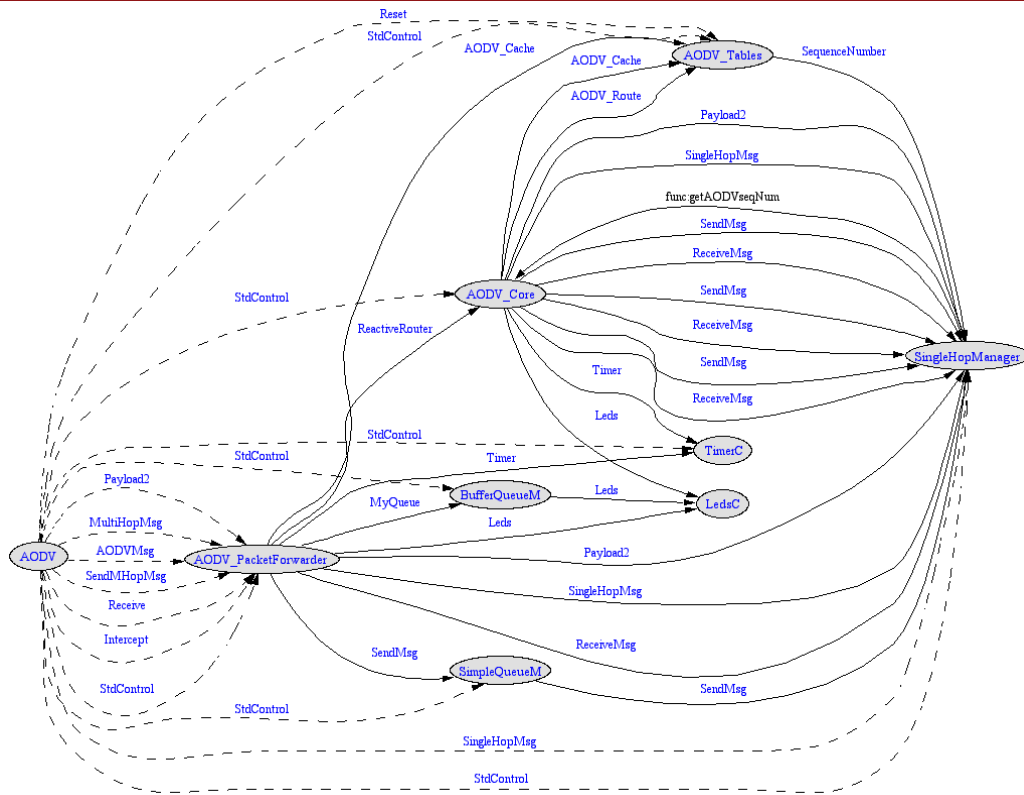 Reset
StdControl
AODV_Cache
SequenceNumber
AODV_Tables
AODV_Cache
AODV_Route
Payload2
SingleHopMsg
func:getAODVseqNum
SendMsg
ReceiveMsg
StdControl
AODV_Core
SendMsg
ReactiveRouter
ReceiveMsg
SingleHopManager
SendMsg
Timer
ReceiveMsg
Leds
StdControl
TimerC
StdControl
Timer
Payload2
BufferQueueM
Leds
MyQueue
LedsC
MultiHopMsg
Leds
AODV
AODVMsg
AODV_PacketForwarder
Payload2
SendMHopMsg
SingleHopMsg
Receive
Intercept
ReceiveMsg
SendMsg
SimpleQueueM
StdControl
SendMsg
StdControl
SingleHopMsg
StdControl